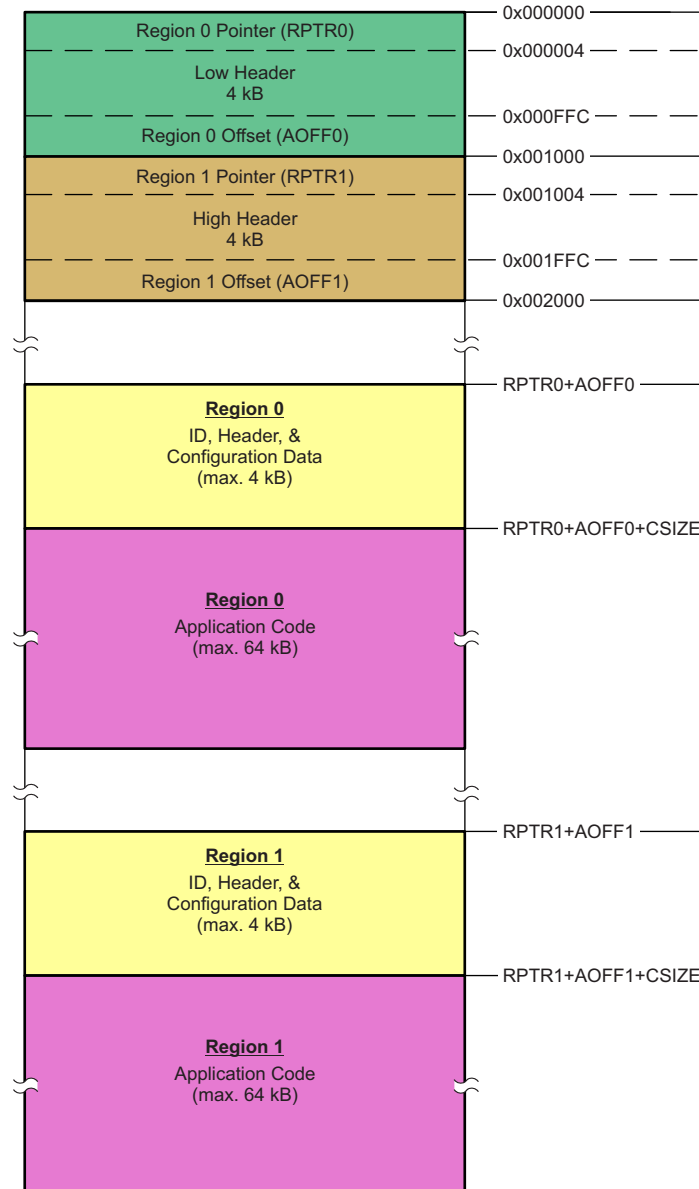 0x000000
Region 0 Pointer (RPTR0)
0x000004
Low Header
4 kB
0x000FFC
Region 0 Offset (AOFF0)
0x001000
Region 1 Pointer (RPTR1)
0x001004
High Header
4 kB
0x001FFC
Region 1 Offset (AOFF1)
0x002000
RPTR0+AOFF0
Region 0
ID, Header, &
Configuration Data
(max. 4 kB)
RPTR0+AOFF0+CSIZE
Region 0
Application Code
(max. 64 kB)
RPTR1+AOFF1
Region 1
ID, Header, &
Configuration Data
(max. 4 kB)
RPTR1+AOFF1+CSIZE
Region 1
Application Code
(max. 64 kB)